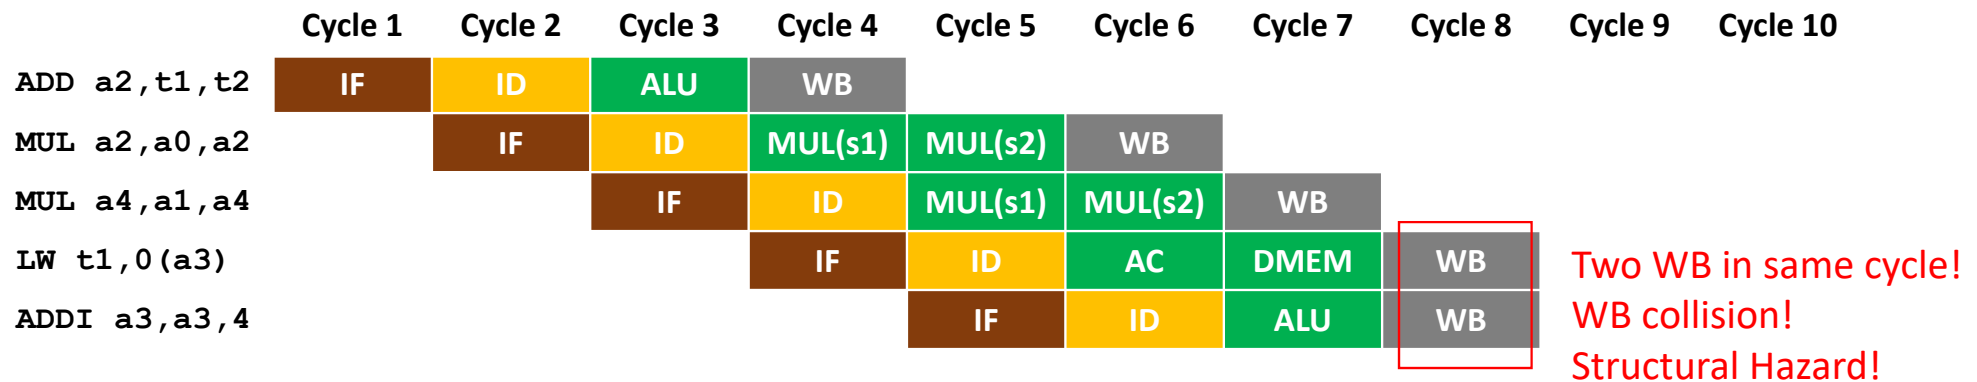 Cycle 1 Cycle 2 Cycle 3 Cycle 4 Cycle 5 Cycle 6 Cycle 7 Cycle 8 Cycle 9 Cycle 10
ADD a2,t1,t2 IF ID ALU WB
MUL a2,a0,a2 IF ID MUL(s1) MUL(s2) WB
MUL a4,a1,a4 IF ID MUL(s1) MUL(s2) WB
LW t1,0(a3) IF ID AC DMEM WB Two WB in same cycle!
ADDI a3,a3,4 IF ID ALU WB WB collision!
Structural Hazard!